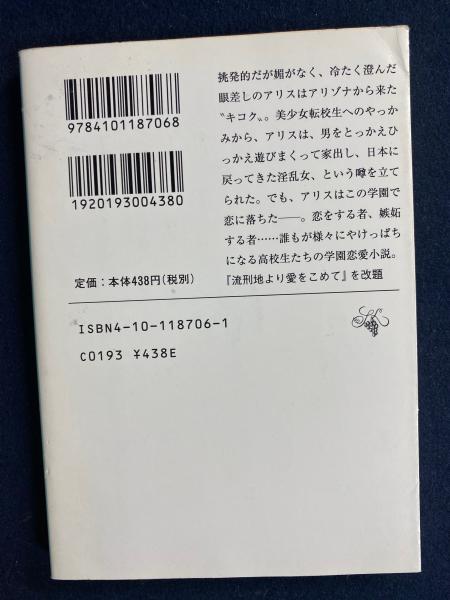 挑発的だが媚がなく、冷たく澄んだ
眼差しのアリスはアリゾナから来た
〝キコク〟。美少女転校生へのやっか
みから、アリスは、男をとっかえひ
っかえ遊びまくって家出し、日本に
戻ってきた淫乱女、という噂を立て
られた。でも、アリスはこの学園で
恋に落ちた――。恋をする者、嫉妬
する者……誰もが様々にやけっぱち
になる高校生たちの学園恋愛小説。
『流刑地より愛をこめて』を改題
9784101187068
1920193004380
定価：本体438円（税別）
ISBN4-10-118706-1
C0193 ¥438E